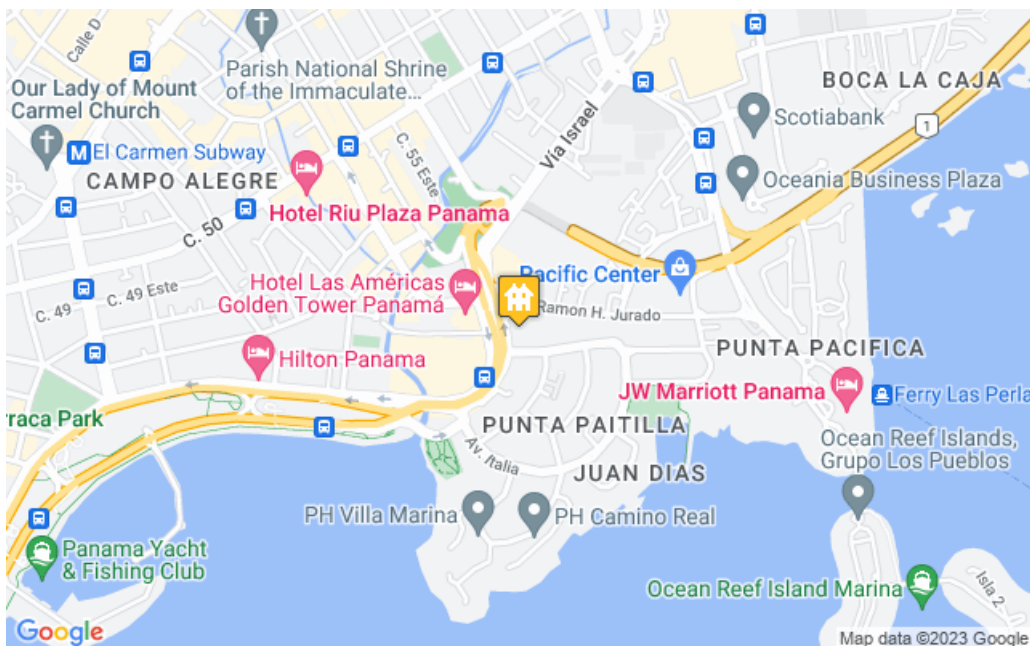 Calle D
Our Lady of Mount
Carmel Church
Parish National Shrine
of the Immaculate...
M
El Carmen Subway
CAMPO ALEGRE
Hotel Riu Plaza Panama
C. 55 Este
Vía Israel
BOCA LA CAJA
1
Scotiabank
Oceania Business Plaza
C. 50
C. 49 Este
C. 49
Hotel Las Américas
Golden Tower Panamá
Pacific Center
Ramon H. Jurado
Hilton Panama
PUNTA PACIFICA
JW Marriott Panama
Ferry Las Perla
rraca Park
PUNTA PAITILLA
Av. Italia
JUAN DIAS
Ocean Reef Islands,
Grupo Los Pueblos
PH Villa Marina
PH Camino Real
Panama Yacht
& Fishing Club
Ocean Reef Island Marina
Isla 2
Google
Map data ©2023 Google